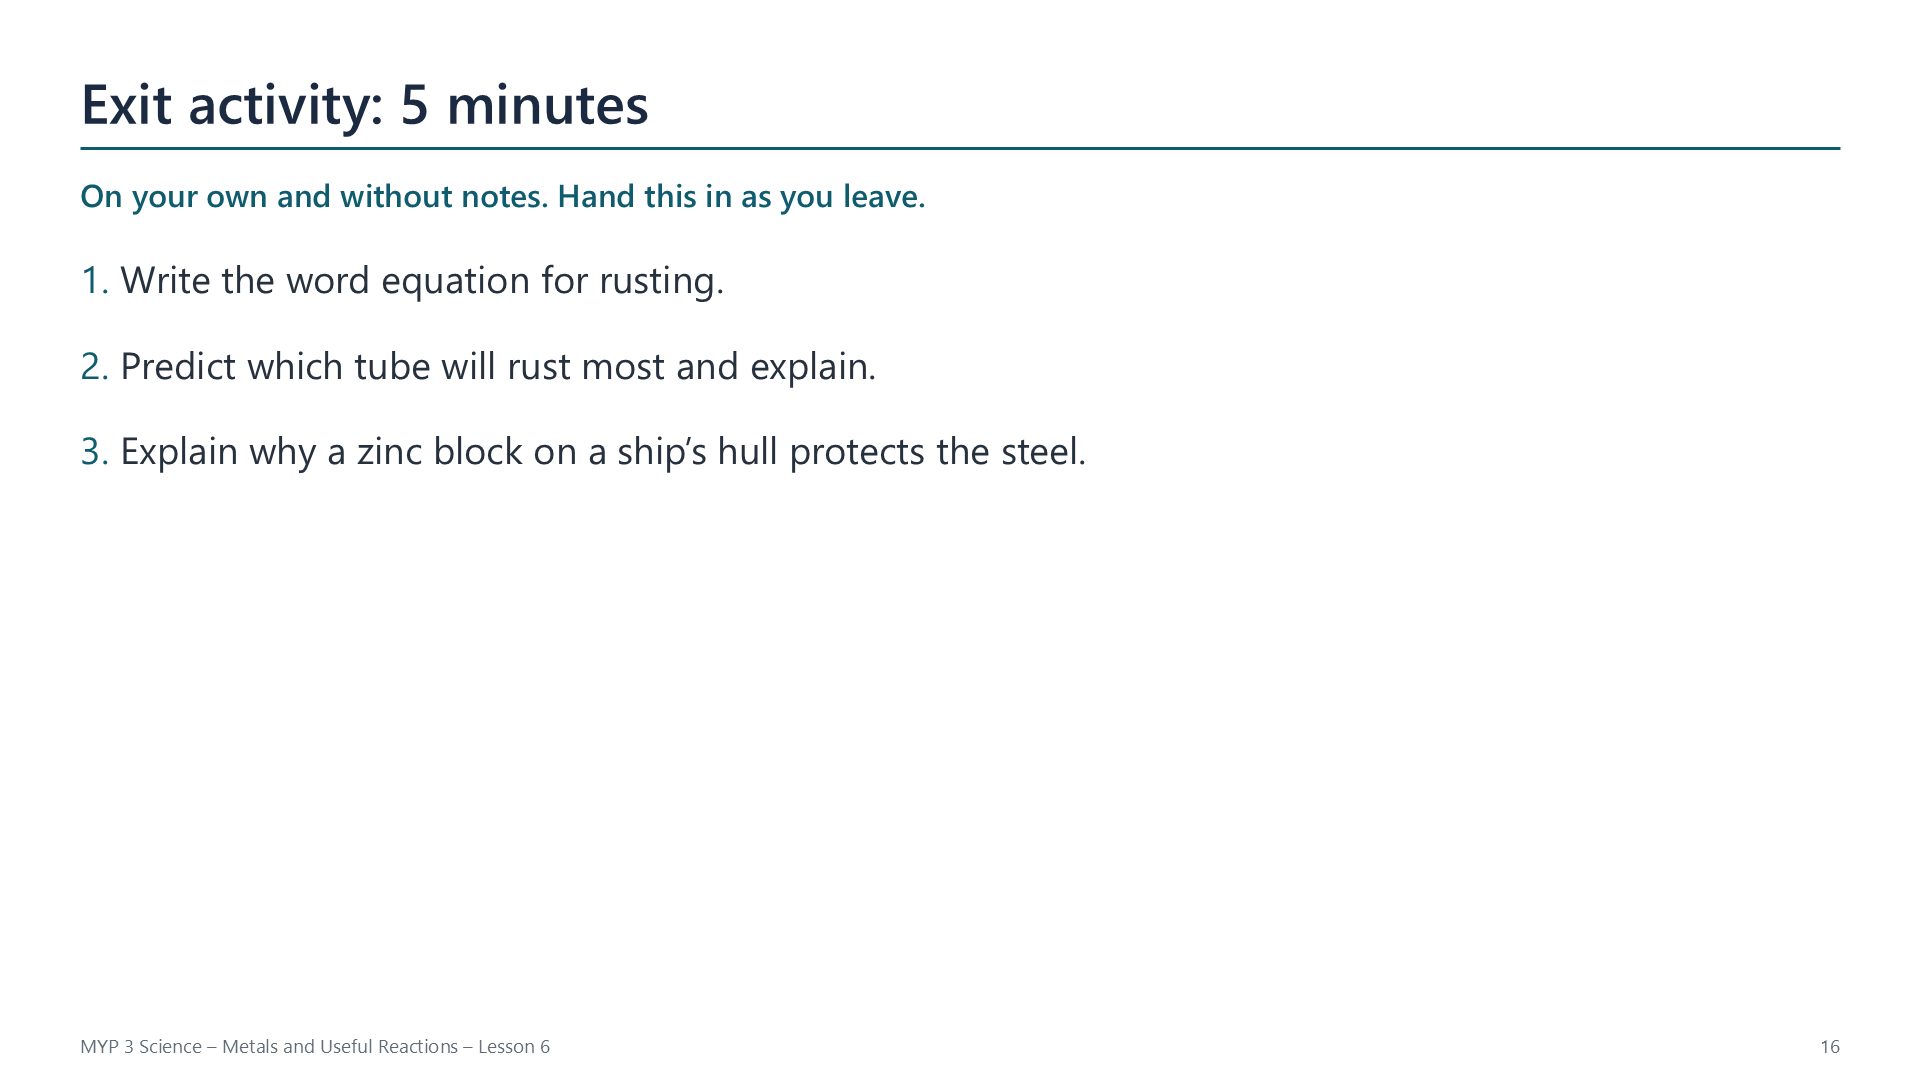 Exit activity: 5 minutes
On your own and without notes. Hand this in as you leave.
1. Write the word equation for rusting.
2. Predict which tube will rust most and explain.
3. Explain why a zinc block on a ship’s hull protects the steel.
MYP 3 Science – Metals and Useful Reactions – Lesson 6
16